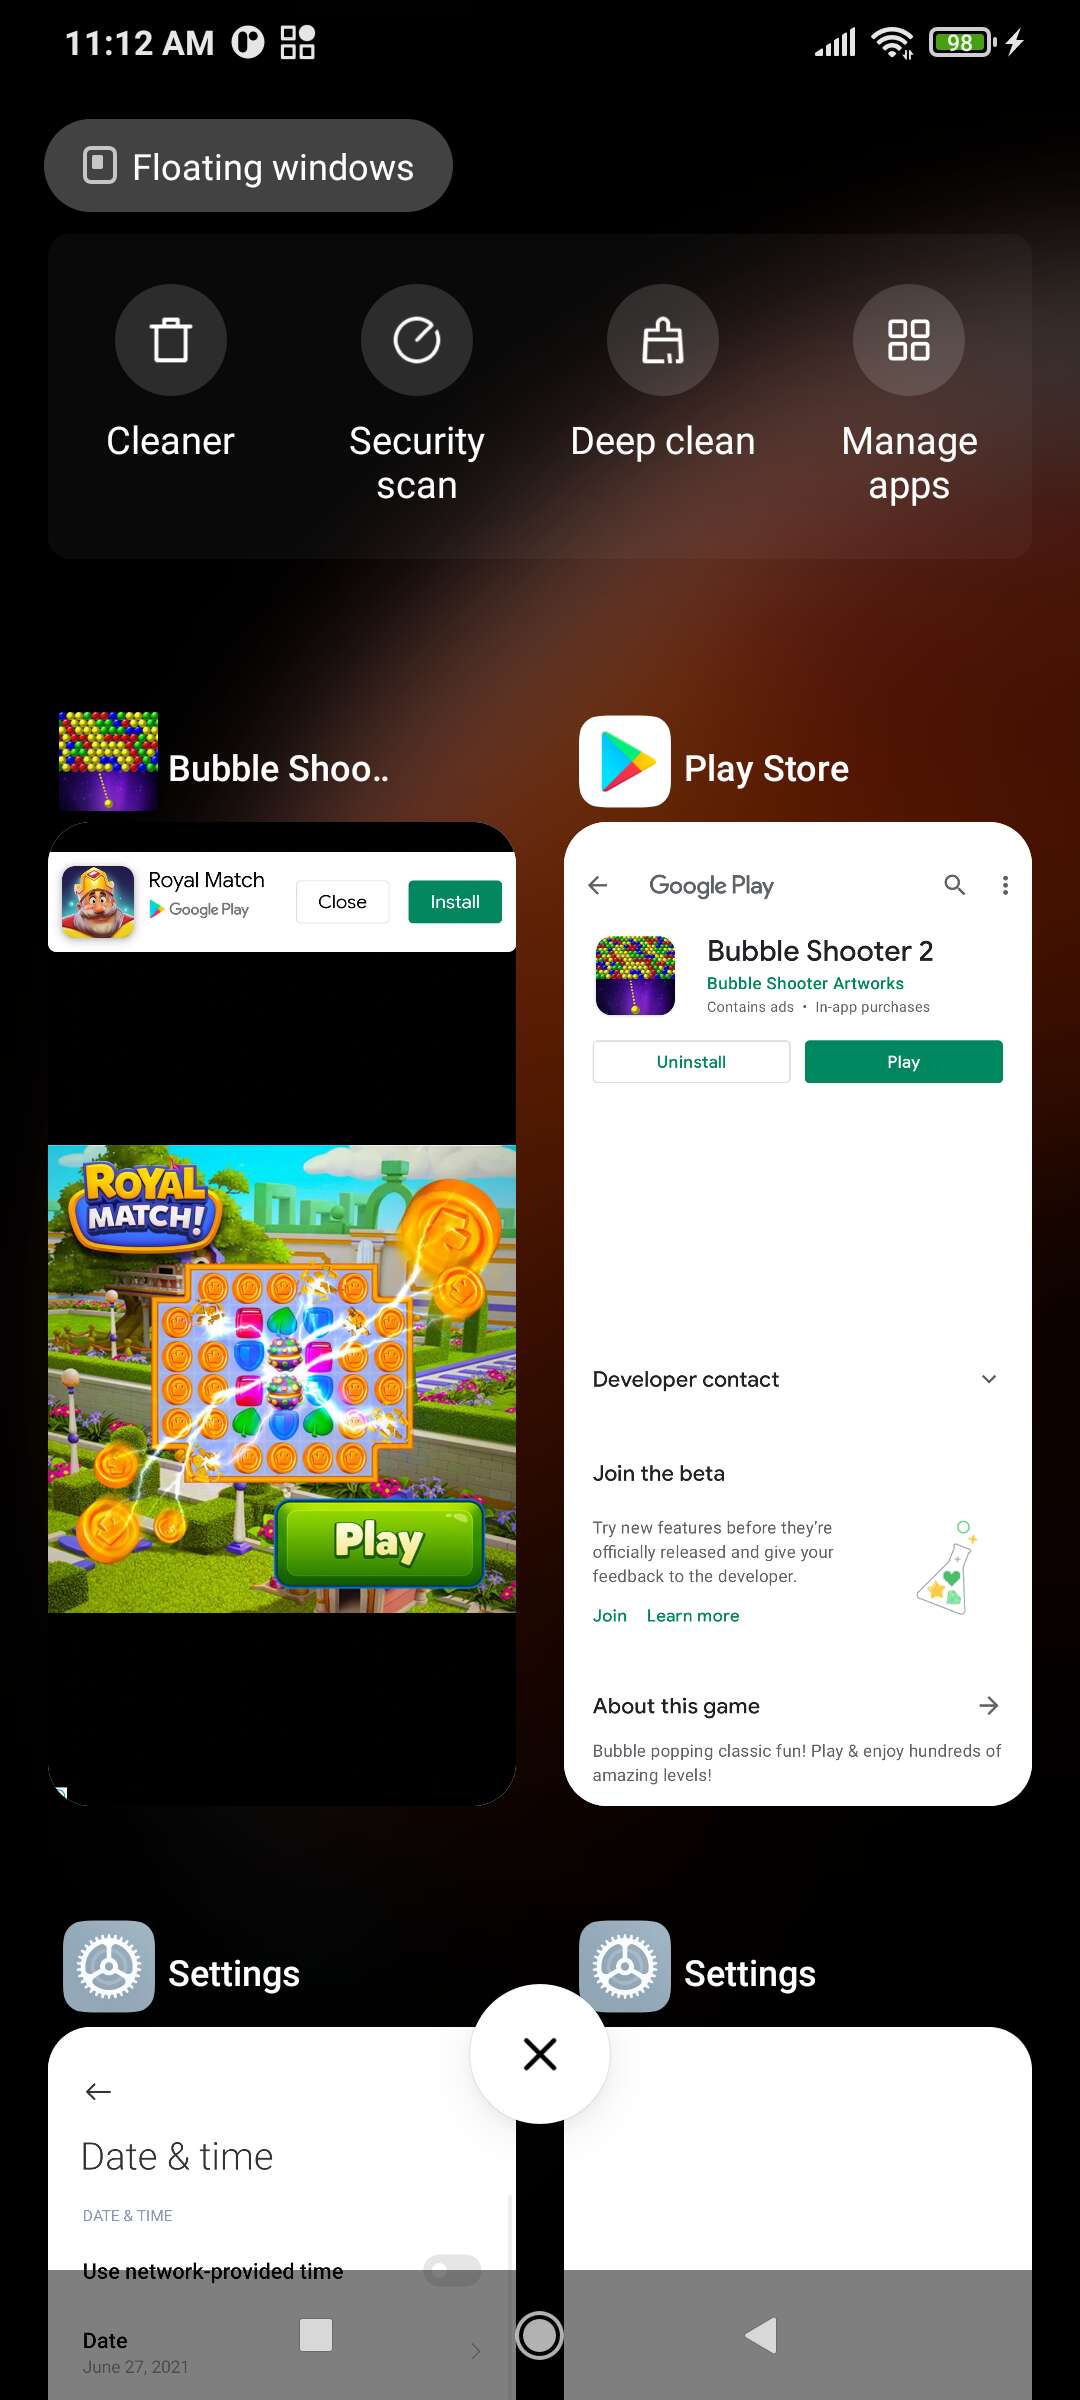 11:12 AM
98
Floating windows
Cleaner
Security
scan
Deep clean
Manage
apps
Bubble Shoo..
Play Store
Royal Match
Google Play
Close
Install
ROYAL
MATCH!
Play
Google Play
Bubble Shooter 2
Bubble Shooter Artworks
Contains ads • In-app purchases
Uninstall
Play
Developer contact
Join the beta
Try new features before they're
officially released and give your
feedback to the developer.
Join Learn more
About this game
Bubble popping classic fun! Play & enjoy hundreds of
amazing levels!
Settings
Settings
Date & time
DATE & TIME
Use network-provided time
Date
June 27, 2021